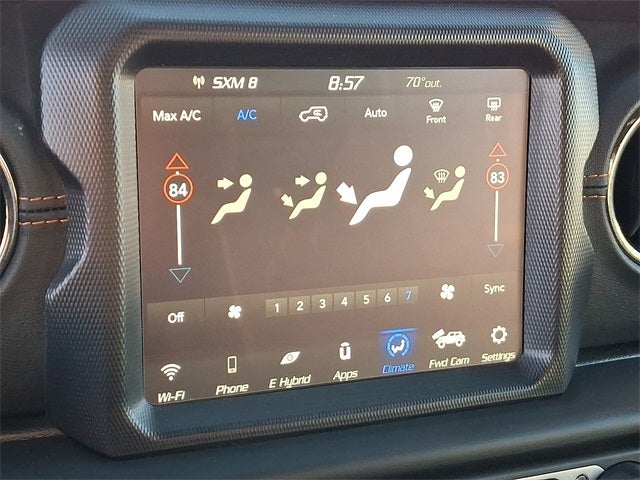 SXM 8 8:57 70°out.
Max A/C A/C Auto Front Rear
84 83
Off 1 2 3 4 5 6 7 Sync
Wi-Fi Phone E Hybrid Apps Climate Fwd Cam Settings